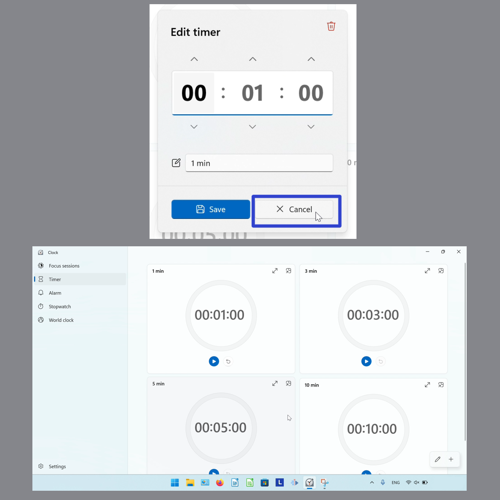 Edit timer
00 : 01 : 00
1 min
Save
Cancel
Clock
Focus sessions
Timer
Alarm
Stopwatch
World clock
Settings
1 min
00:01:00
3 min
00:03:00
5 min
00:05:00
10 min
00:10:00
ENG